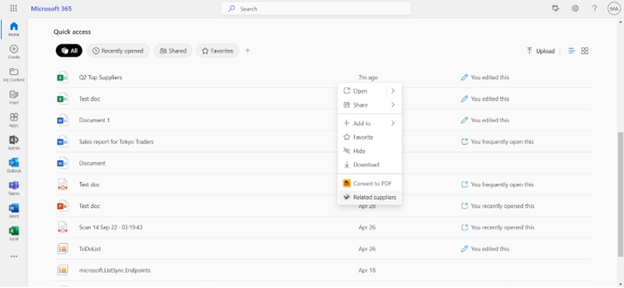 Microsoft 365
Search
MA
Home
Create
My Content
Feed
Apps
Admin
Outlook
Teams
Word
Excel
Quick access
All
Recently opened
Shared
Favorites
Upload
Q2 Top Suppliers 7m ago You edited this
Test doc You edited this
Document 1 You edited this
Sales report for Tokyo Traders You frequently open this
Document
Test doc You frequently open this
Test doc Apr 26 You recently opened this
Scan 14 Sep 22 - 03:19:43 Apr 26 You recently opened this
ToDoList Apr 26 You edited this
microsoft.ListSync.Endpoints Apr 18
Open
Share
Add to
Favorite
Hide
Download
Convert to PDF
Related suppliers